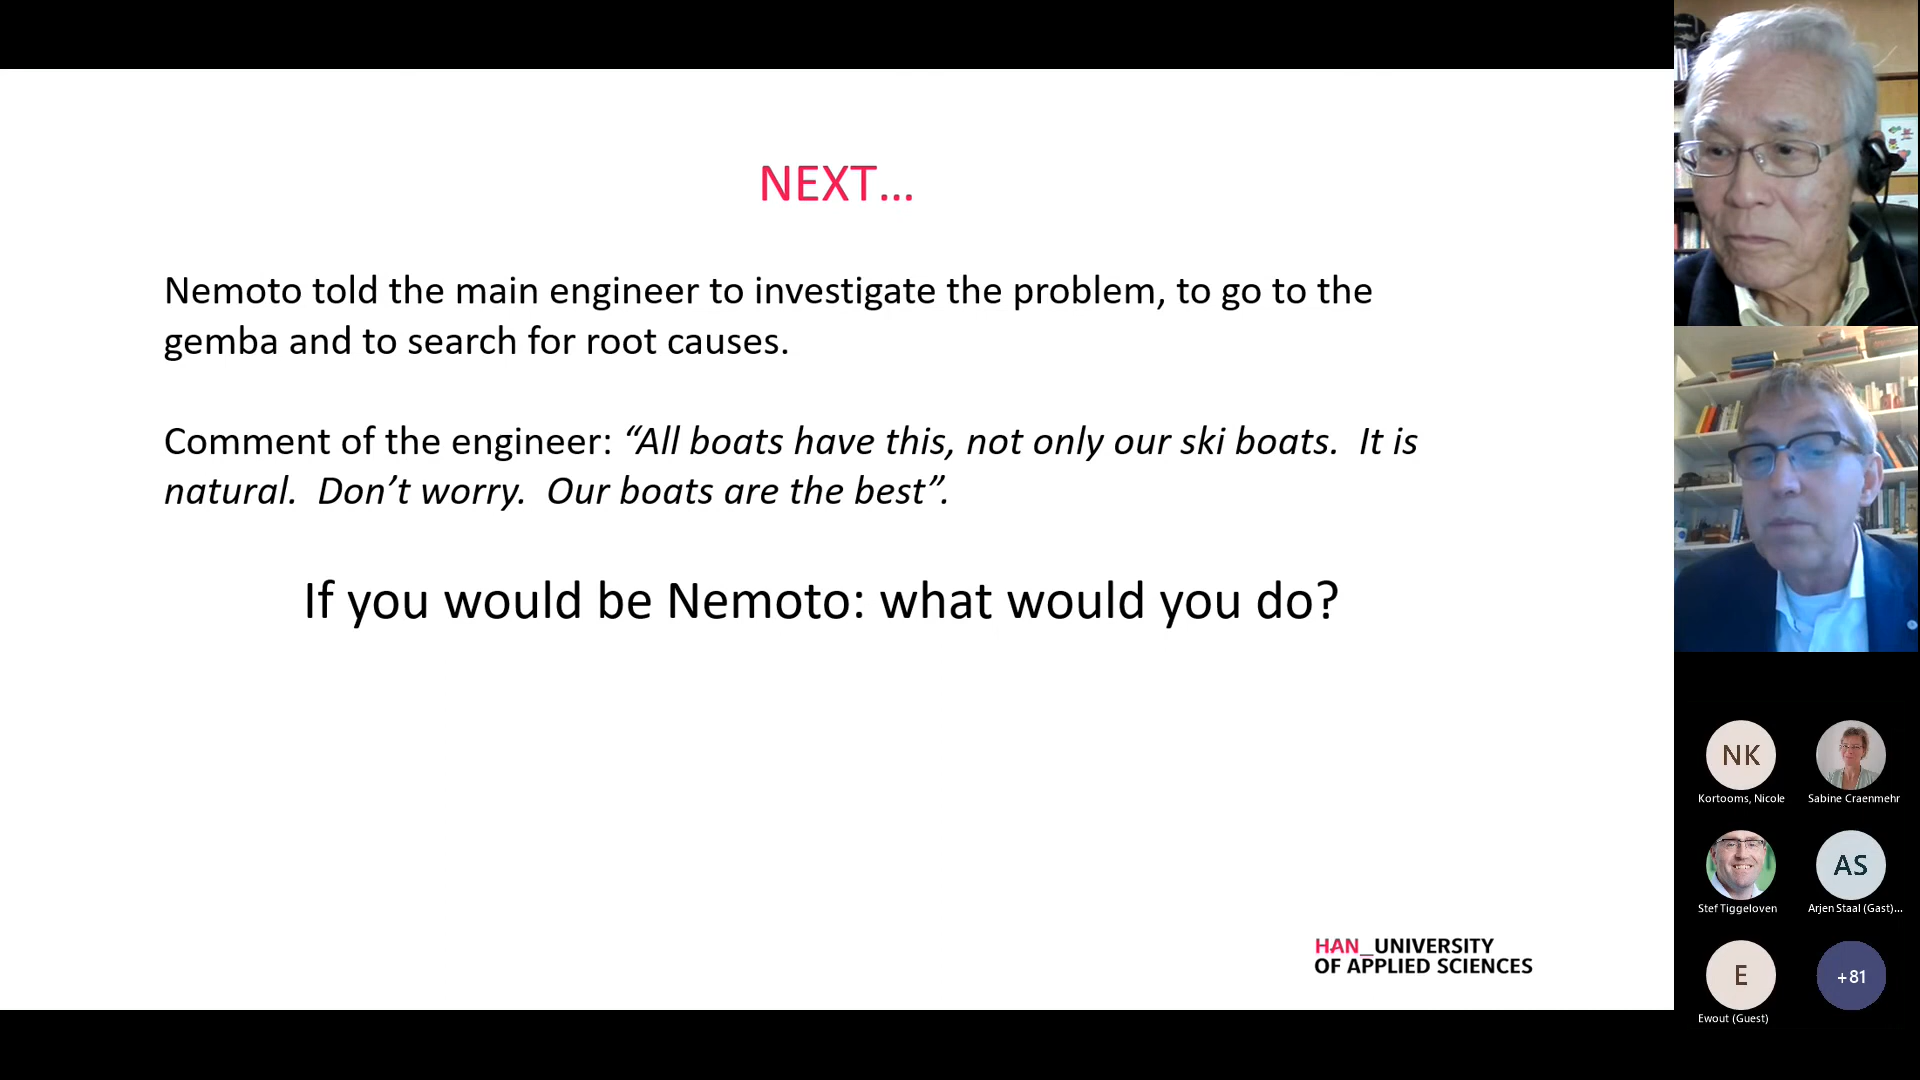 NEXT...
Nemoto told the main engineer to investigate the problem, to go to the
gemba and to search for root causes.
Comment of the engineer: “All boats have this, not only our ski boats.  It is
natural.  Don’t worry.  Our boats are the best”.
If you would be Nemoto: what would you do?
HAN_UNIVERSITY
OF APPLIED SCIENCES
NK
Kortooms, Nicole
Sabine Craenmehr
Stef Tiggeloven
AS
Arjen Staal (Gast)...
E
Ewout (Guest)
+81